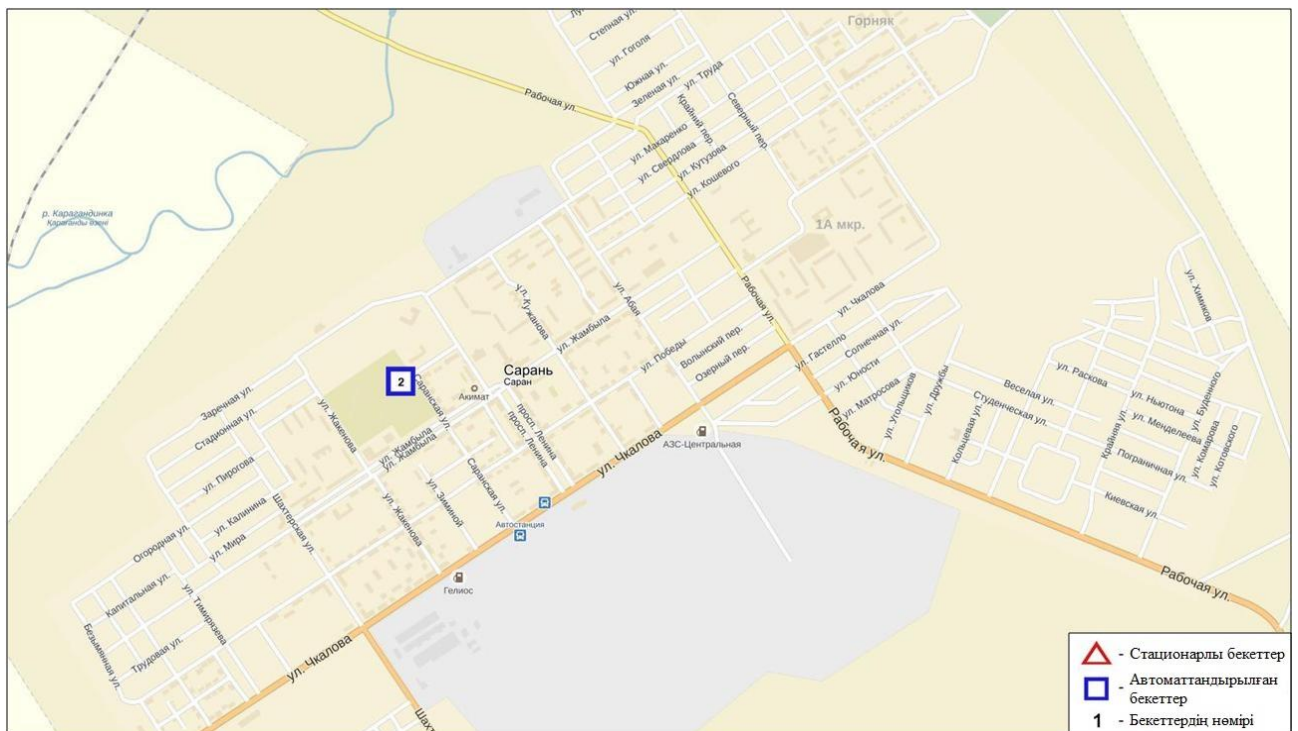 Горняк
Степная ул.
ул. Гоголя
Южная ул.
Зеленая ул.
ул. Труда
Рабочая ул.
Крайний пер.
Северный пер.
ул. Макаренко
ул. Свердлова
ул. Кутузова
ул. Кошевого
р. Карагандинка
Қарағанды өзені
1А мкр.
ул. Кужанова
ул. Абая
ул. Жамбыла
Рабочая ул.
ул. Чкалова
ул. Химиков
ул. Победы
Волынский пер.
Озерный пер.
ул. Гастелло
Солнечная ул.
ул. Юности
ул. Матросова
ул. Угольщиков
ул. Дружбы
Сарань
Саран
Акимат
2
Саранская ул.
Заречная ул.
Стадионная ул.
ул. Жакенова
ул. Жамбыла
ул. Жамбыла
просп. Ленина
просп. Ленина
ул. Чкалова
АЗС-Центральная
Рабочая ул.
Веселая ул.
Студенческая ул.
Кольцевая ул.
ул. Раскова
ул. Ньютона
ул. Менделеева
ул. Буденного
Крайняя ул.
Пограничная ул.
ул. Комарова
ул. Котовского
Киевская ул.
ул. Пирогова
ул. Калинина
Шахтерская ул.
ул. Жакенова
ул. Зиминой
Саранская ул.
Автостанция
Огородная ул.
ул. Мира
Капитальная ул.
ул. Тимирязева
Гелиос
Рабочая ул.
Безымянная ул.
Трудовая ул.
ул. Чкалова
- Стационарлы бекеттер
- Автоматтандырылған
бекеттер
1 - Бекеттердің нөмірі